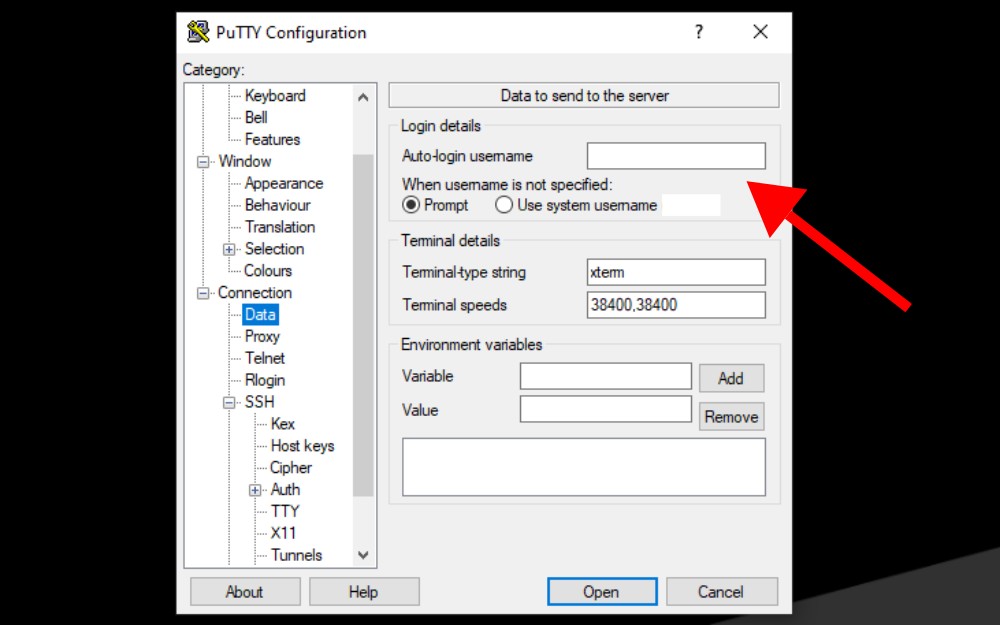 PuTTY Configuration
?
Category:
Keyboard
Bell
Features
Window
Appearance
Behaviour
Translation
Selection
Colours
Connection
Data
Proxy
Telnet
Rlogin
SSH
Kex
Host keys
Cipher
Auth
TTY
X11
Tunnels
Data to send to the server
Login details
Auto-login username
When username is not specified:
Prompt Use system username
Terminal details
Terminal-type string xterm
Terminal speeds 38400,38400
Environment variables
Variable Add
Value Remove
About Help Open Cancel